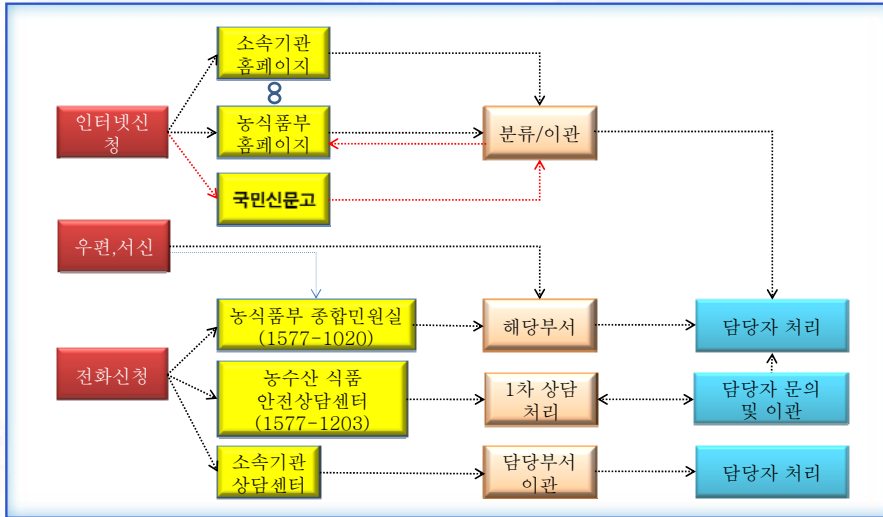 소속기관
홈페이지
8
인터넷신
청
농식품부
홈페이지
분류/이관
국민신문고
우편,서신
농식품부 종합민원실
(1577-1020)
해당부서
담당자 처리
전화신청
농수산 식품
안전상담센터
(1577-1203)
1차 상담
처리
담당자 문의
및 이관
소속기관
상담센터
담당부서
이관
담당자 처리